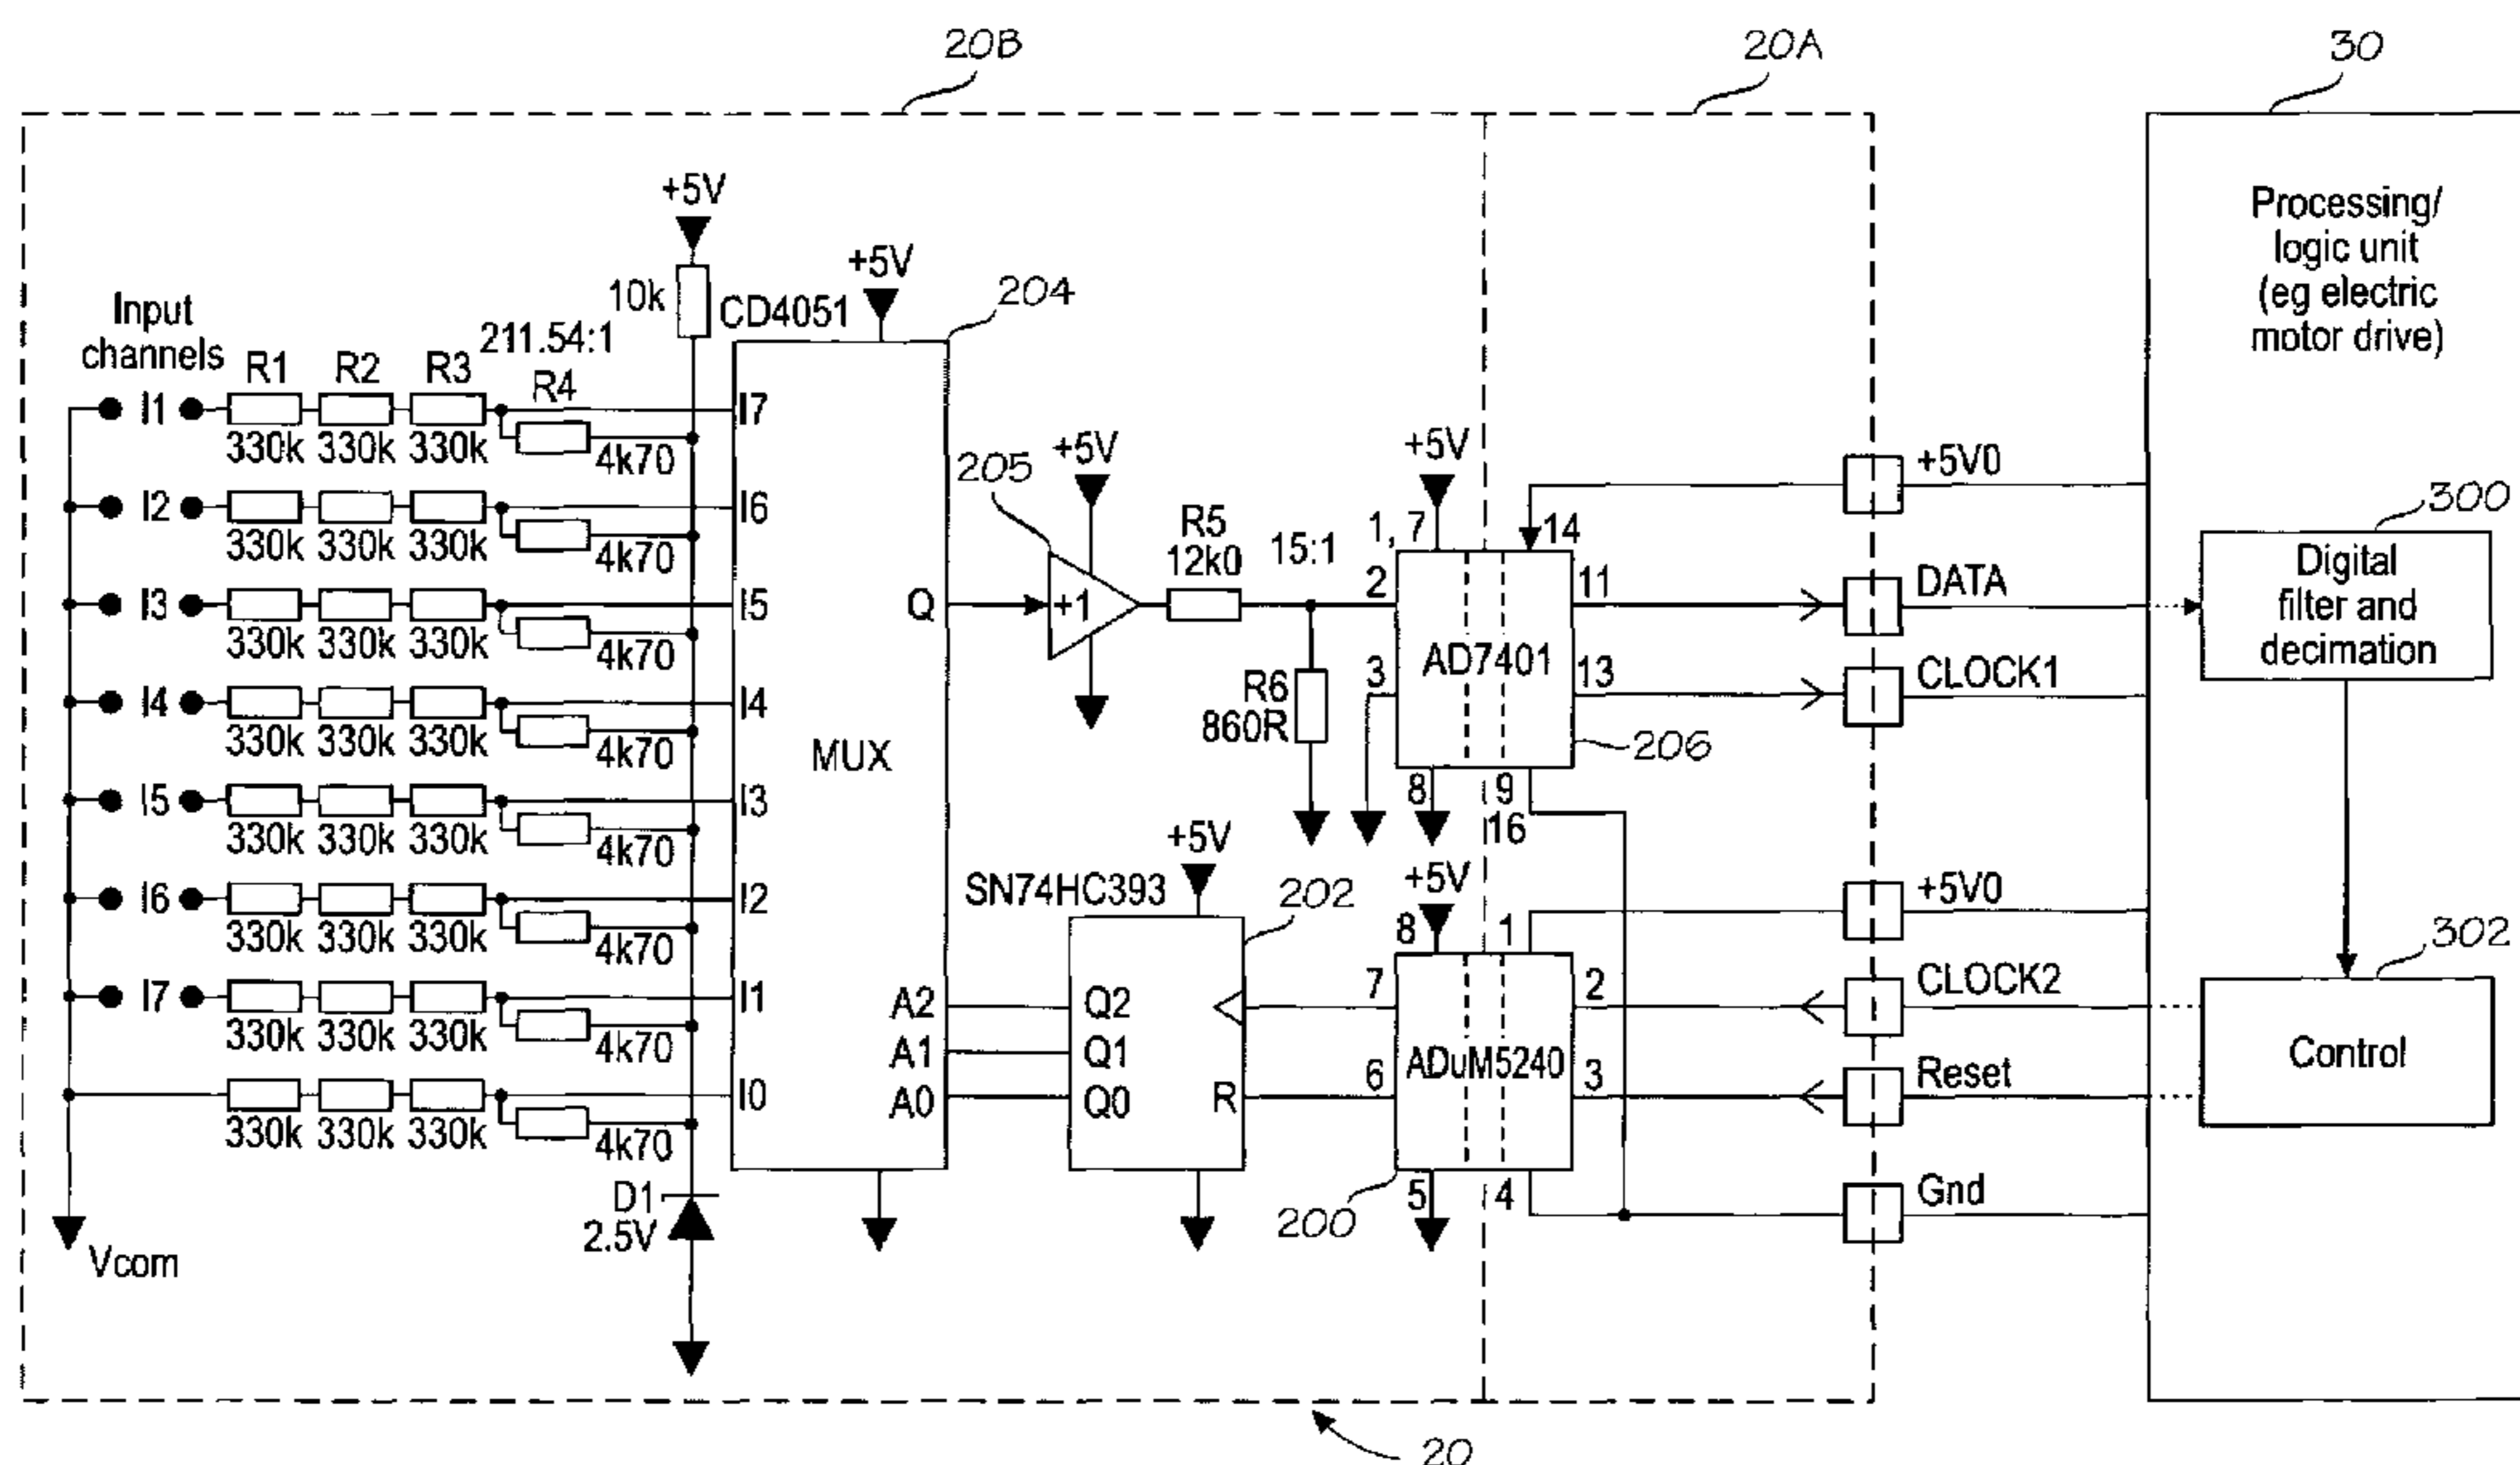 20B
20A
30
+5V
+5V
10k
CD4051
204
Input
channels
R1
R2
R3
211.54:1
R4
Processing/
logic unit
(eg electric
motor drive)
I1
I7
330k 330k 330k
4k70
I2
I6
330k 330k 330k
4k70
I3
I5
330k 330k 330k
4k70
I4
I4
330k 330k 330k
4k70
I5
I3
330k 330k 330k
4k70
I6
I2
330k 330k 330k
4k70
I7
I1
330k 330k 330k
4k70
I0
330k 330k 330k
4k70
Vcom
D1
2.5V
MUX
Q
A2
A1
A0
205
+5V
+1
R5
12k0
15:1
R6
860R
+5V
1, 7
14
2
11
3
13
AD7401
206
8
9
16
+5V
SN74HC393
202
Q2
Q1
Q0
R
+5V
8
1
7
2
6
3
ADuM5240
5
4
200
+5V0
DATA
CLOCK1
+5V0
CLOCK2
Reset
Gnd
300
Digital
filter and
decimation
302
Control
20